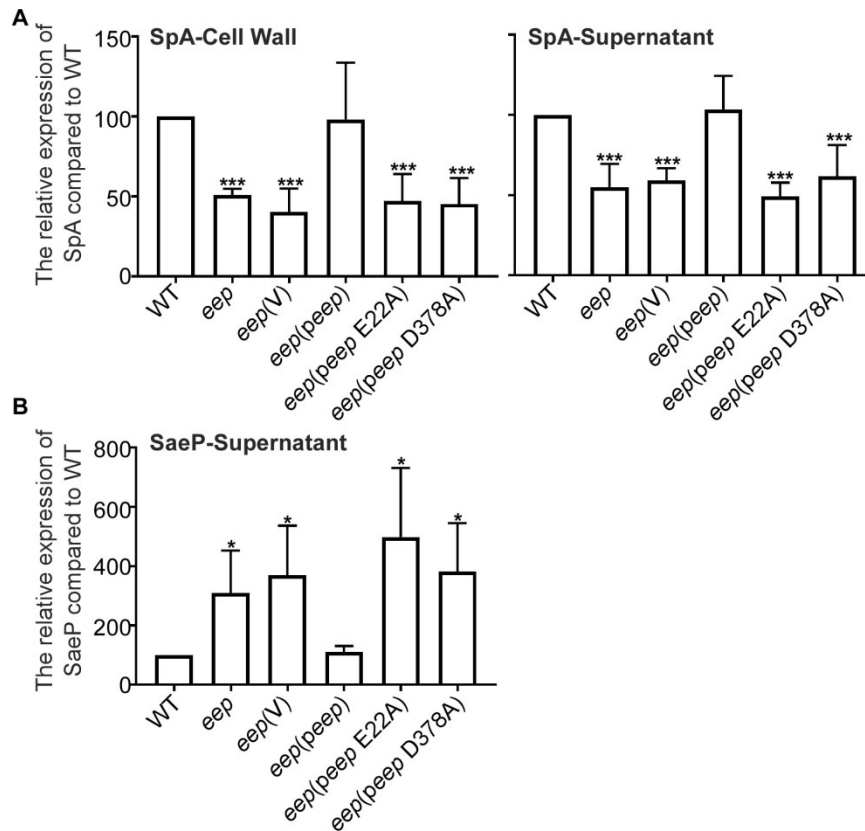 A
SpA-Cell Wall
SpA-Supernatant
The relative expression of
SpA compared to WT
150
100
50
0
WT
eep
eep(V)
eep(peep)
eep(peep E22A)
eep(peep D378A)
***
***
***
***
WT
eep
eep(V)
eep(peep)
eep(peep E22A)
eep(peep D378A)
***
***
***
***
B
SaeP-Supernatant
The relative expression of
SaeP compared to WT
800
600
400
200
0
WT
eep
eep(V)
eep(peep)
eep(peep E22A)
eep(peep D378A)
*
*
*
*